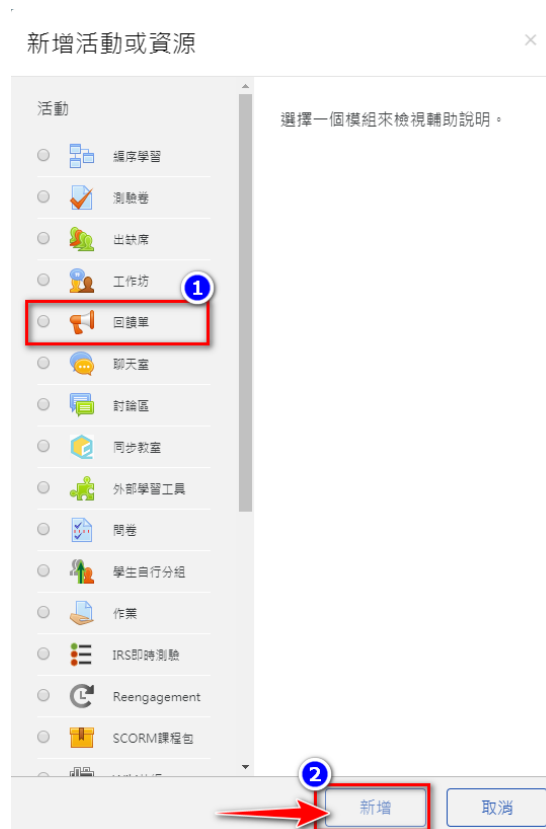 新增活動或資源
×
活動
選擇一個模組來檢視輔助說明。
編序學習
測驗卷
出缺席
工作坊
1
回饋單
聊天室
討論區
同步教室
外部學習工具
問卷
學生自行分組
作業
IRS即時測驗
Reengagement
SCORM課程包
2
新增
取消